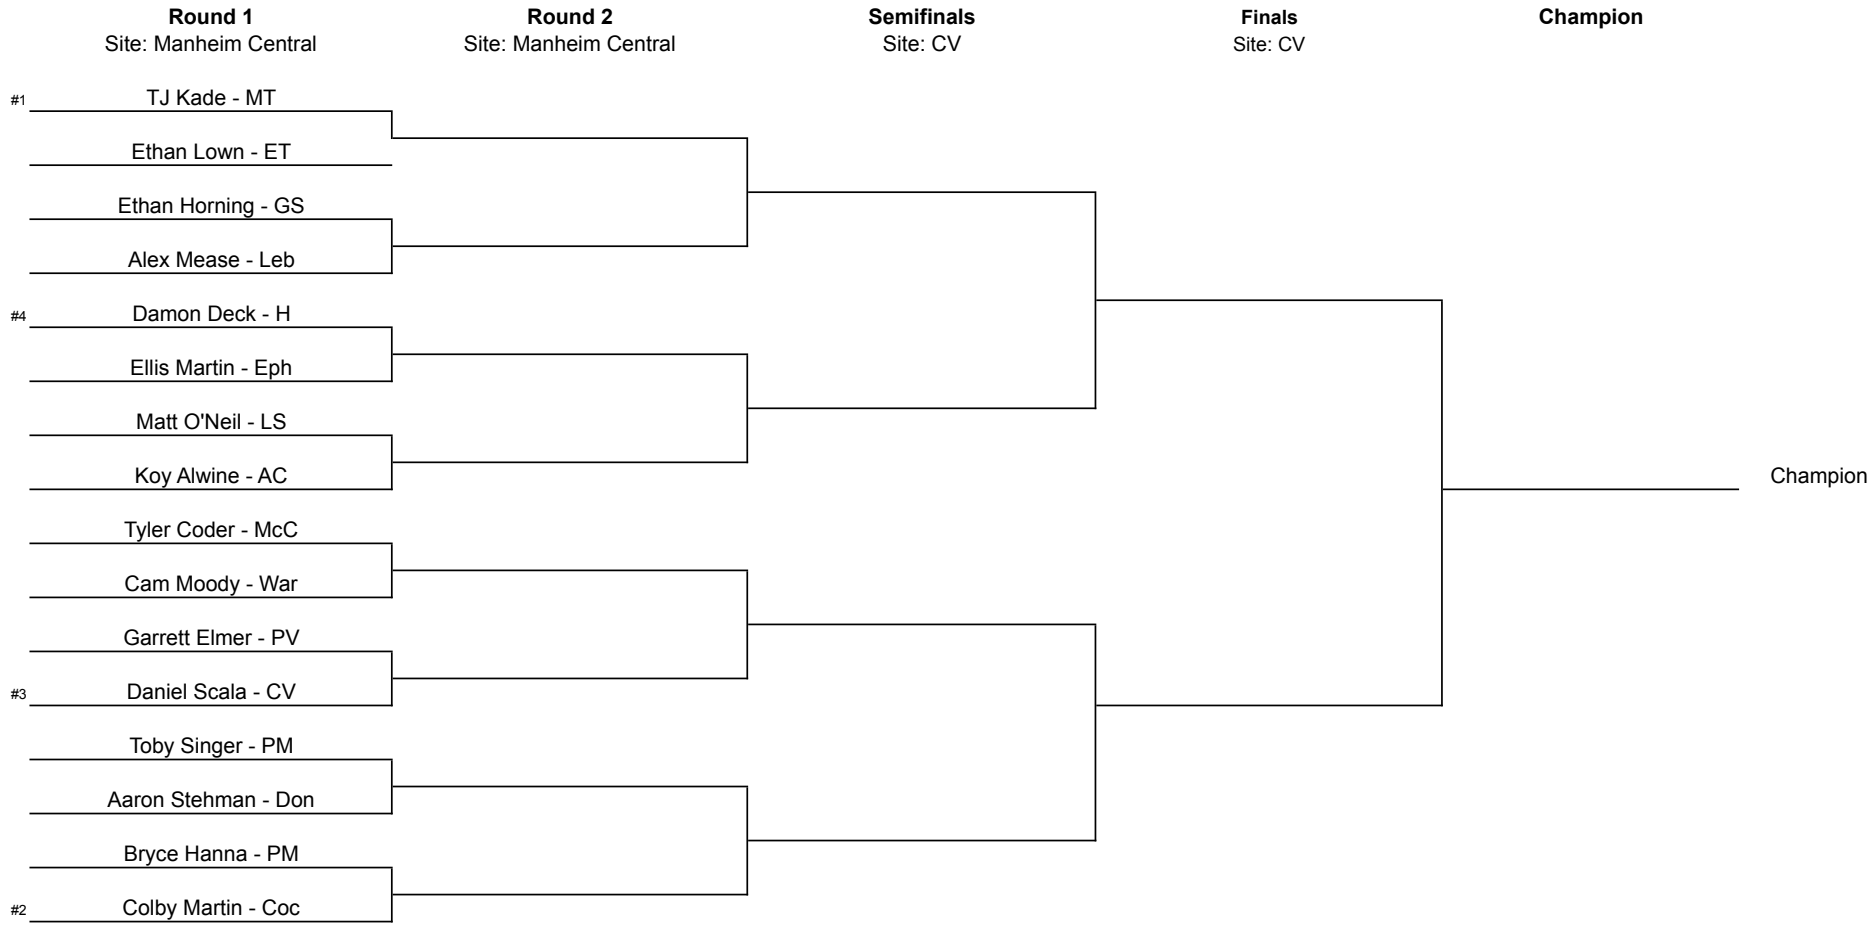 Round 1
Site: Manheim Central
Round 2
Site: Manheim Central
Semifinals
Site: CV
Finals
Site: CV
Champion
#1 TJ Kade - MT
Ethan Lown - ET
Ethan Horning - GS
Alex Mease - Leb
#4 Damon Deck - H
Ellis Martin - Eph
Matt O'Neil - LS
Koy Alwine - AC
Champion
Tyler Coder - McC
Cam Moody - War
Garrett Elmer - PV
#3 Daniel Scala - CV
Toby Singer - PM
Aaron Stehman - Don
Bryce Hanna - PM
#2 Colby Martin - Coc